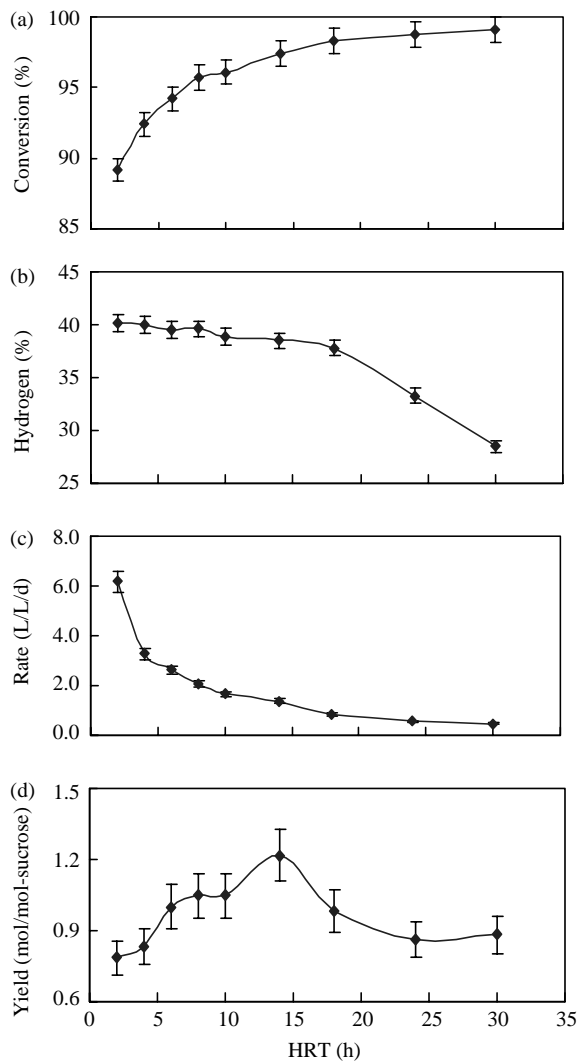 (a)
100
95
90
85
Conversion (%)
(b)
45
40
35
30
25
Hydrogen (%)
(c)
8.0
6.0
4.0
2.0
0.0
Rate (L/L/d)
(d)
1.5
1.2
0.9
0.6
Yield (mol/mol-sucrose)
0 5 10 15 20 25 30 35
HRT (h)